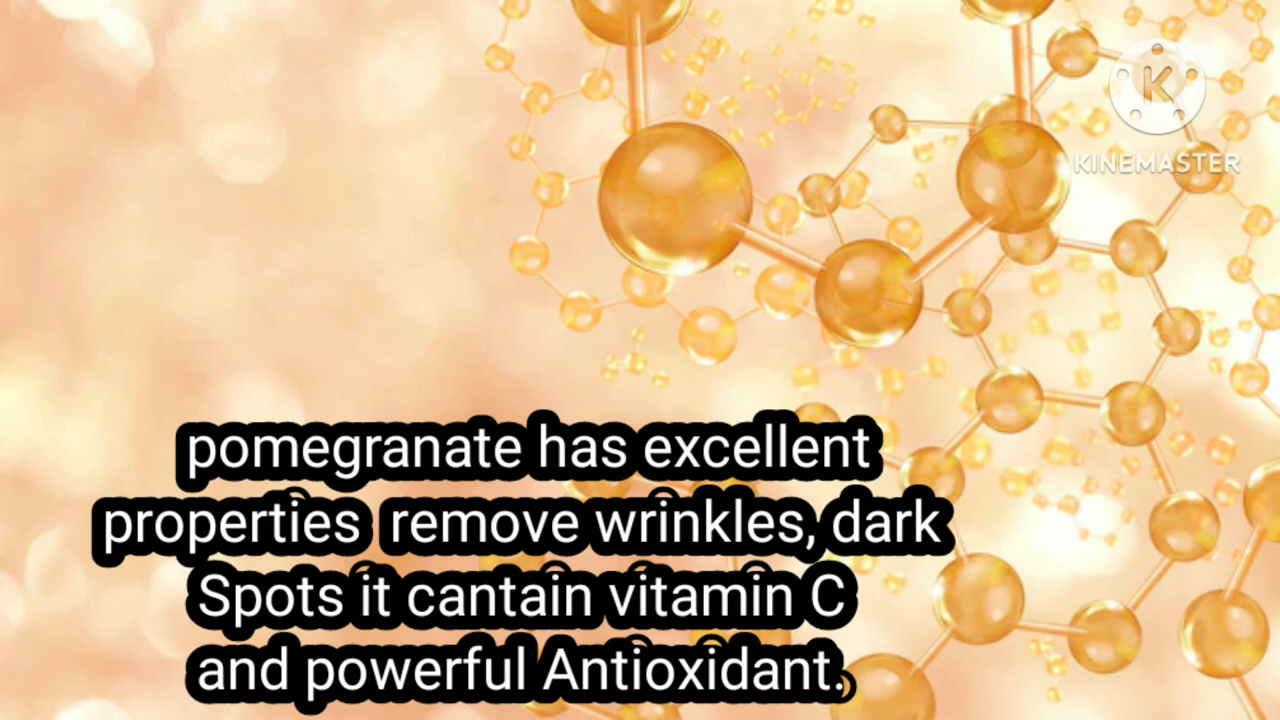 K
KINEMASTER
pomegranate has excellent
properties  remove wrinkles, dark
Spots it cantain vitamin C
and powerful Antioxidant.